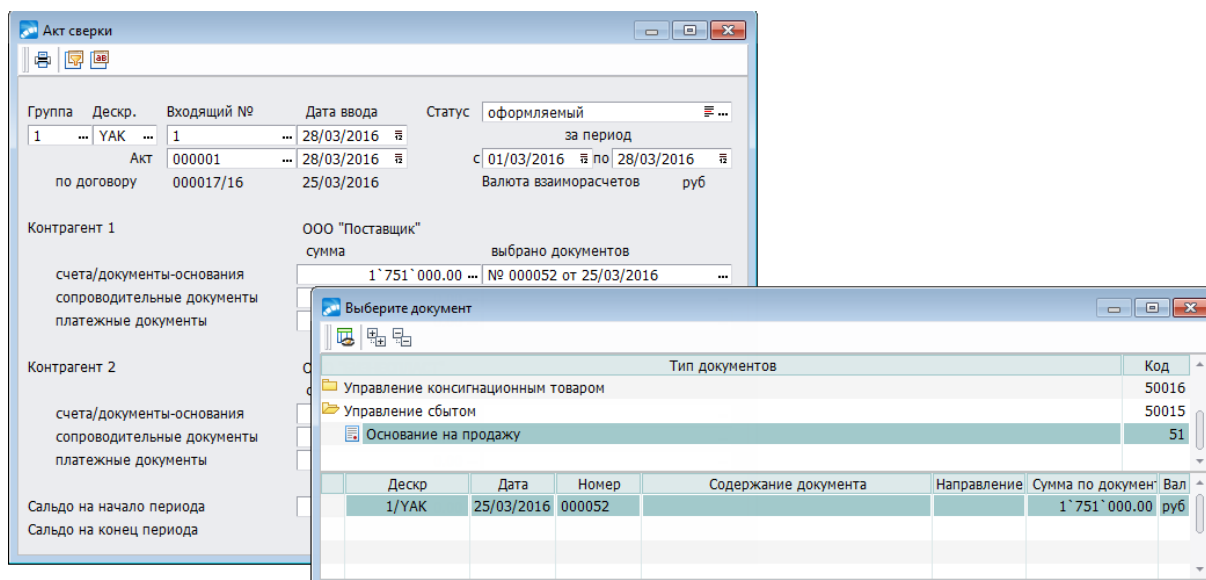 Акт сверки
Группа Дескр. Входящий № Дата ввода Статус оформляемый
1 YAK 1 28/03/2016 за период
Акт 000001 28/03/2016 с 01/03/2016 по 28/03/2016
по договору 000017/16 25/03/2016 Валюта взаиморасчетов руб
Контрагент 1 ООО "Поставщик"
сумма выбрано документов
счета/документы-основания 1`751`000.00 № 000052 от 25/03/2016
сопроводительные документы
платежные документы
Контрагент 2
счета/документы-основания
сопроводительные документы
платежные документы
Сальдо на начало периода
Сальдо на конец периода
Выберите документ
Тип документов Код
Управление консигнационным товаром 50016
Управление сбытом 50015
Основание на продажу 51
Дескр Дата Номер Содержание документа Направление Сумма по докумен Вал
1/YAK 25/03/2016 000052 1`751`000.00 руб